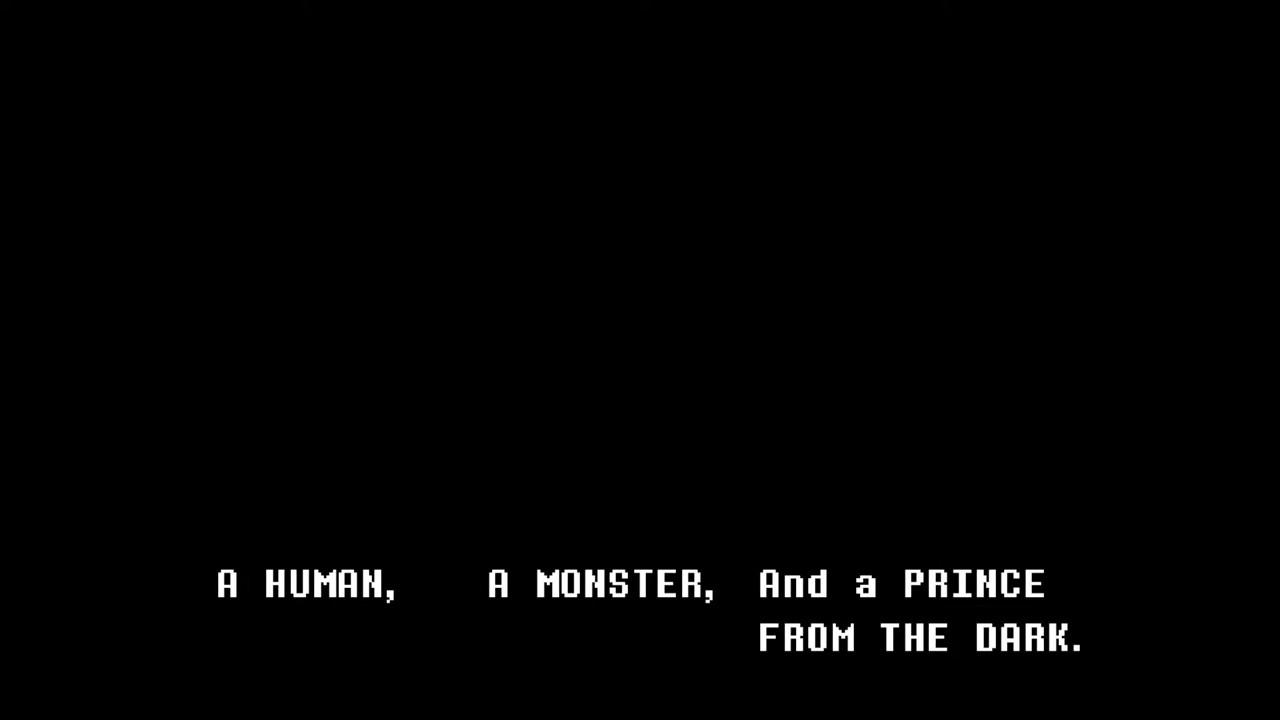 A HUMAN, A MONSTER, And a PRINCE
FROM THE DARK.